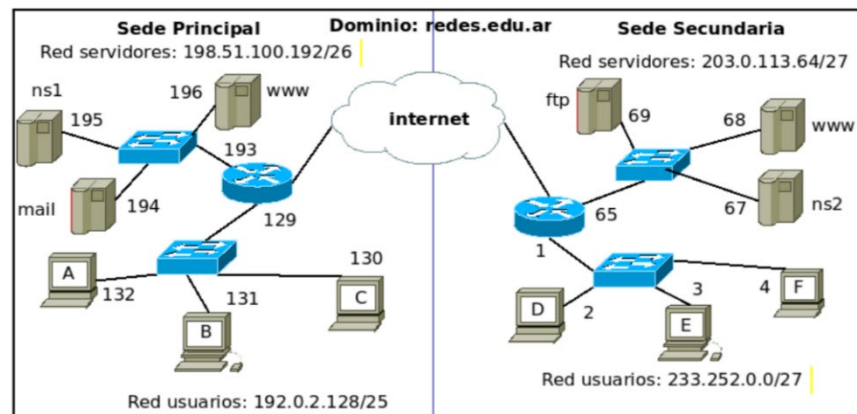 Sede Principal
Dominio: redes.edu.ar
Sede Secundaria
Red servidores: 198.51.100.192/26
Red servidores: 203.0.113.64/27
ns1
196
www
195
193
mail
194
129
A
132
131
B
130
C
Red usuarios: 192.0.2.128/25
internet
ftp
69
68
www
65
67
ns2
1
D
2
3
E
4
F
Red usuarios: 233.252.0.0/27